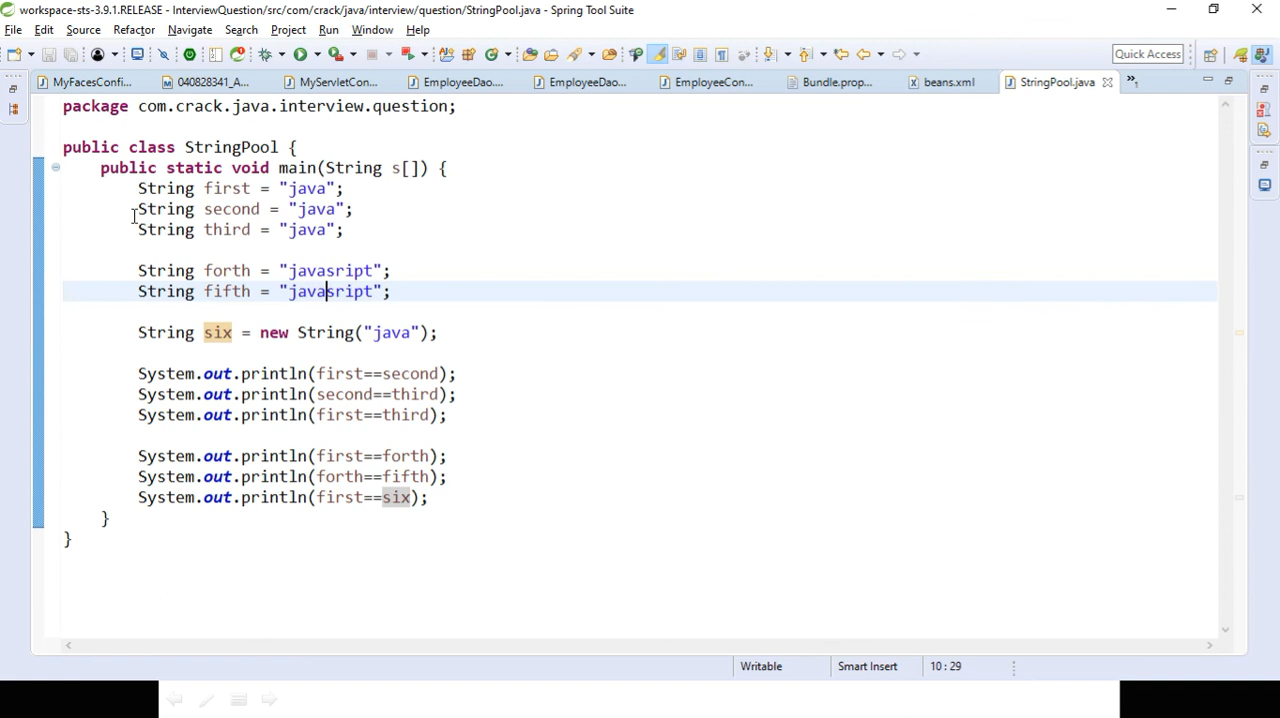 workspace-sts-3.9.1.RELEASE - InterviewQuestion/src/com/crack/java/interview/question/StringPool.java - Spring Tool Suite
File Edit Source Refactor Navigate Search Project Run Window Help
Quick Access
MyFacesConfi... 040828341_A... MyServletCon... EmployeeDao.... EmployeeDao... EmployeeCon... Bundle.prop... beans.xml StringPool.java »1
package com.crack.java.interview.question;
public class StringPool {
public static void main(String s[]) {
String first = "java";
String second = "java";
String third = "java";
String forth = "javasript";
String fifth = "javasript";
String six = new String("java");
System.out.println(first==second);
System.out.println(second==third);
System.out.println(first==third);
System.out.println(first==forth);
System.out.println(forth==fifth);
System.out.println(first==six);
}
}
Writable Smart Insert 10 : 29